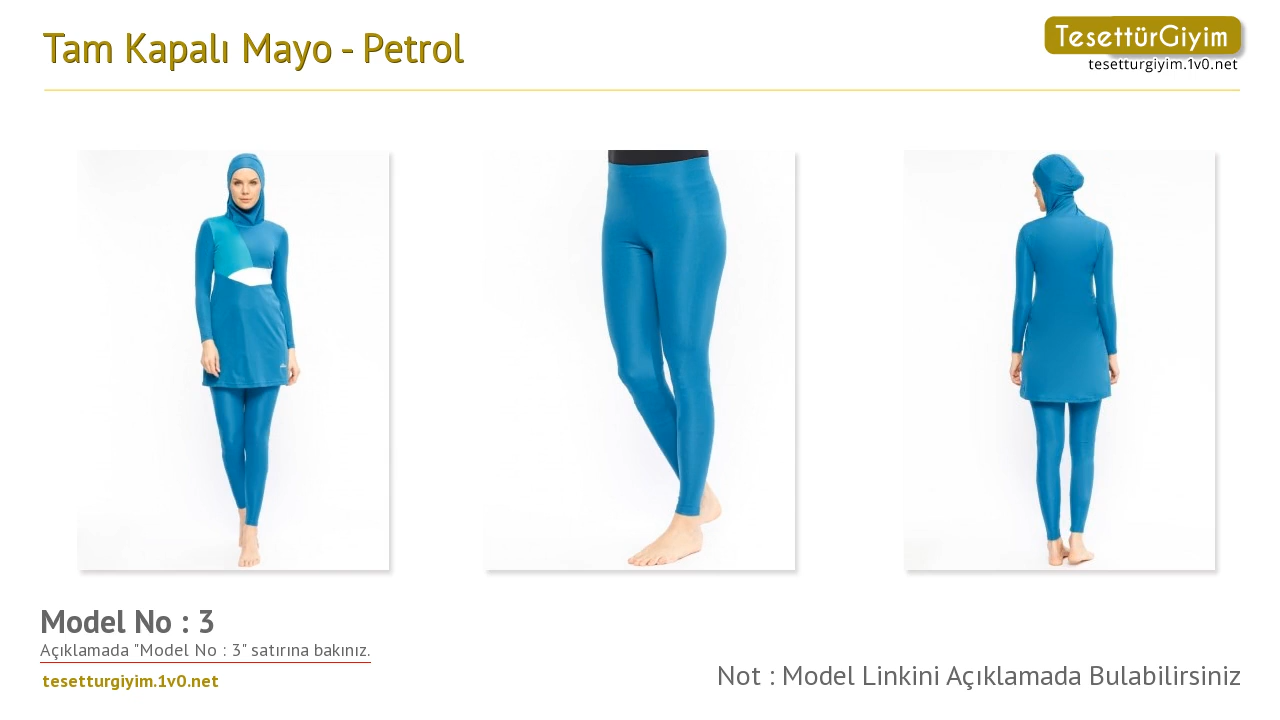 Tam Kapalı Mayo - Petrol
TesettürGiyim
tesetturgiyim.1v0.net
Model No : 3
Açıklamada "Model No : 3" satırına bakınız.
tesetturgiyim.1v0.net
Not : Model Linkini Açıklamada Bulabilirsiniz